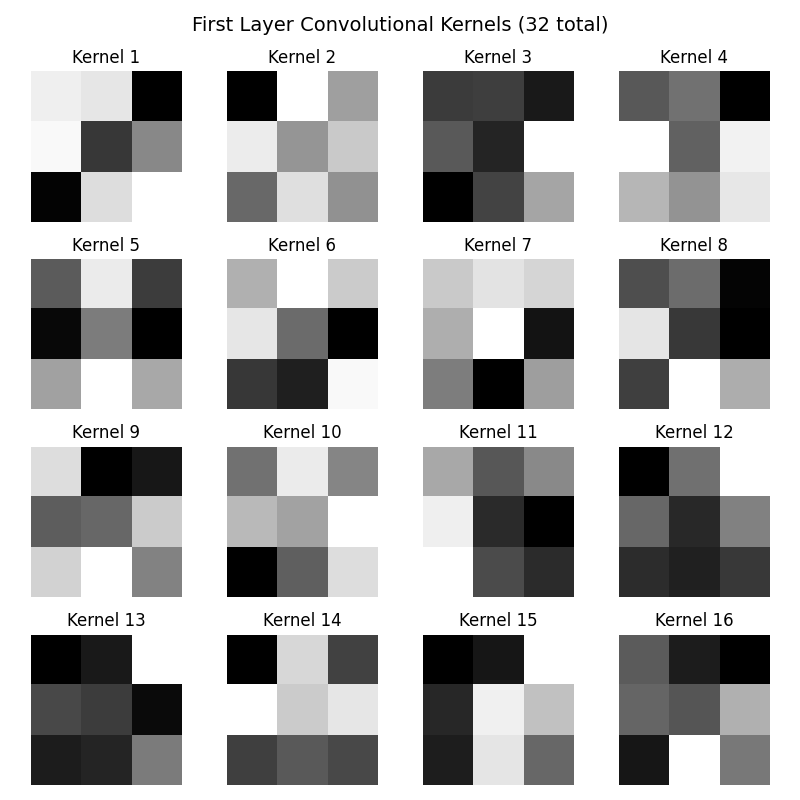 First Layer Convolutional Kernels (32 total)
Kernel 1 Kernel 2 Kernel 3 Kernel 4
Kernel 5 Kernel 6 Kernel 7 Kernel 8
Kernel 9 Kernel 10 Kernel 11 Kernel 12
Kernel 13 Kernel 14 Kernel 15 Kernel 16